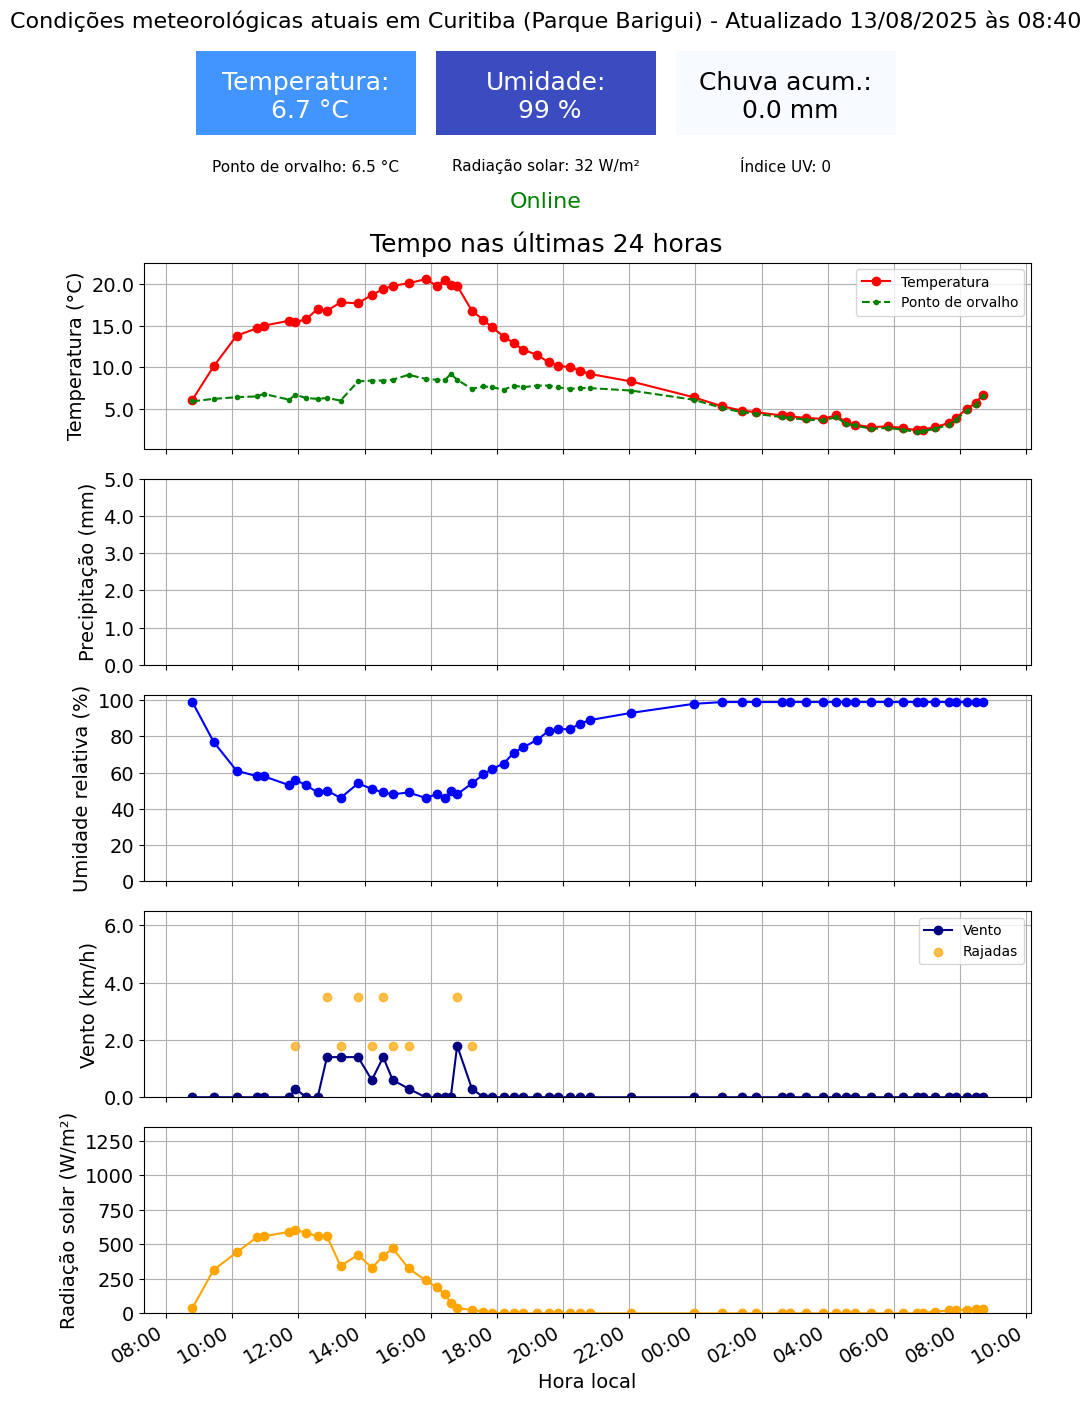 Condições meteorológicas atuais em Curitiba (Parque Barigui) - Atualizado 13/08/2025 às 08:40
Temperatura:
6.7 °C
Umidade:
99 %
Chuva acum.:
0.0 mm
Ponto de orvalho: 6.5 °C
Radiação solar: 32 W/m²
Índice UV: 0
Online
Tempo nas últimas 24 horas
Temperatura (°C)
20.0
15.0
10.0
5.0
Temperatura
Ponto de orvalho
Precipitação (mm)
5.0
4.0
3.0
2.0
1.0
0.0
Umidade relativa (%)
100
80
60
40
20
0
Vento (km/h)
6.0
4.0
2.0
0.0
Vento
Rajadas
Radiação solar (W/m²)
1250
1000
750
500
250
0
08:00
10:00
12:00
14:00
16:00
18:00
20:00
22:00
00:00
02:00
04:00
06:00
08:00
10:00
Hora local